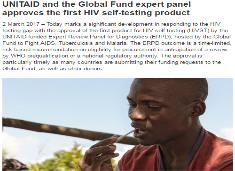 UNITAID and the Global Fund expert panel
approves the first HIV self-testing product
2 March 2017 – Today marks a significant development in responding to the HIV
testing gap with the approval of the first product for HIV self-testing (HIVST) by the
UNITAID-funded Expert Review Panel for Diagnostics (ERPD), hosted by the Global
Fund to Fight AIDS, Tuberculosis and Malaria. The ERPD outcome is a time-limited,
risk-based recommendation on eligibility for procurement in anticipation of a review
by WHO prequalification or a national regulatory authority. The approval is
particularly timely as many countries are submitting their funding requests to the
Global Fund, as well as other donors.